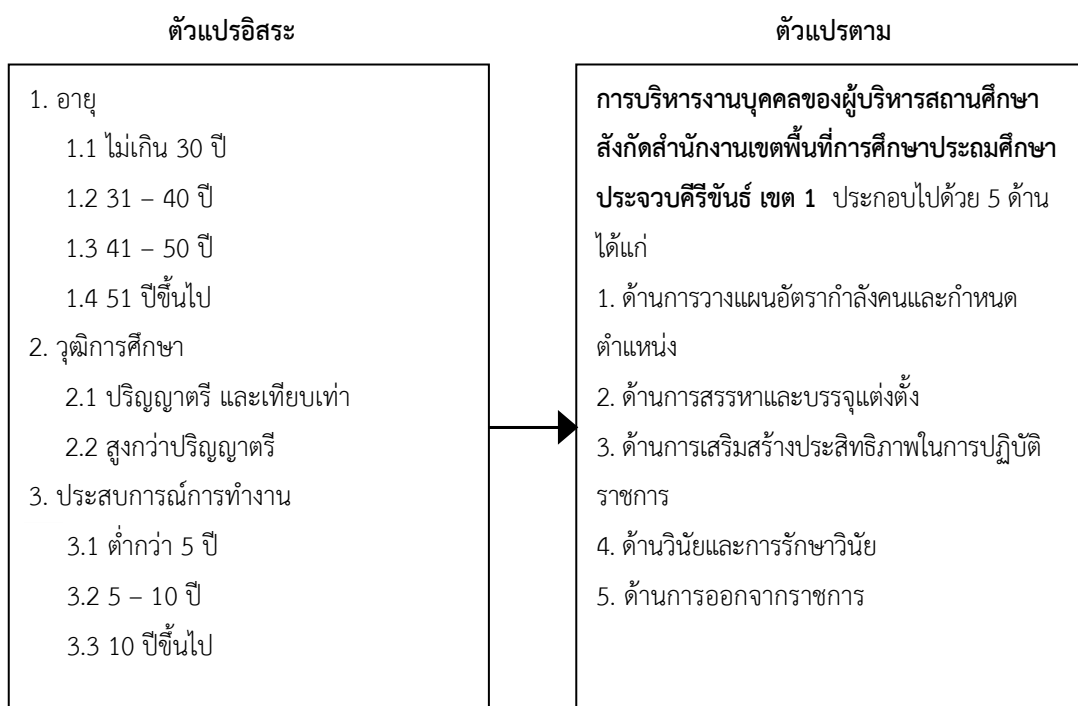 ตัวแปรอิสระ
1. อายุ
1.1 ไม่เกิน 30 ปี
1.2 31 – 40 ปี
1.3 41 – 50 ปี
1.4 51 ปีขึ้นไป
2. วุฒิการศึกษา
2.1 ปริญญาตรี และเทียบเท่า
2.2 สูงกว่าปริญญาตรี
3. ประสบการณ์การทำงาน
3.1 ต่ำกว่า 5 ปี
3.2 5 – 10 ปี
3.3 10 ปีขึ้นไป
ตัวแปรตาม
การบริหารงานบุคคลของผู้บริหารสถานศึกษา
สังกัดสำนักงานเขตพื้นที่การศึกษาประถมศึกษา
ประจวบคีรีขันธ์ เขต 1 ประกอบไปด้วย 5 ด้าน
ได้แก่
1. ด้านการวางแผนอัตรากำลังคนและกำหนด
ตำแหน่ง
2. ด้านการสรรหาและบรรจุแต่งตั้ง
3. ด้านการเสริมสร้างประสิทธิภาพในการปฏิบัติ
ราชการ
4. ด้านวินัยและการรักษาวินัย
5. ด้านการออกจากราชการ